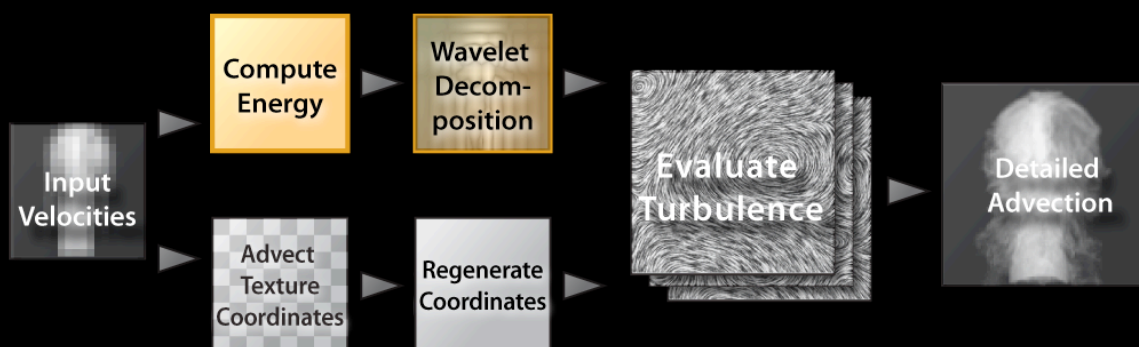 Input
Velocities
Compute
Energy
Wavelet
Decom-
position
Advect
Texture
Coordinates
Regenerate
Coordinates
Evaluate
Turbulence
Detailed
Advection